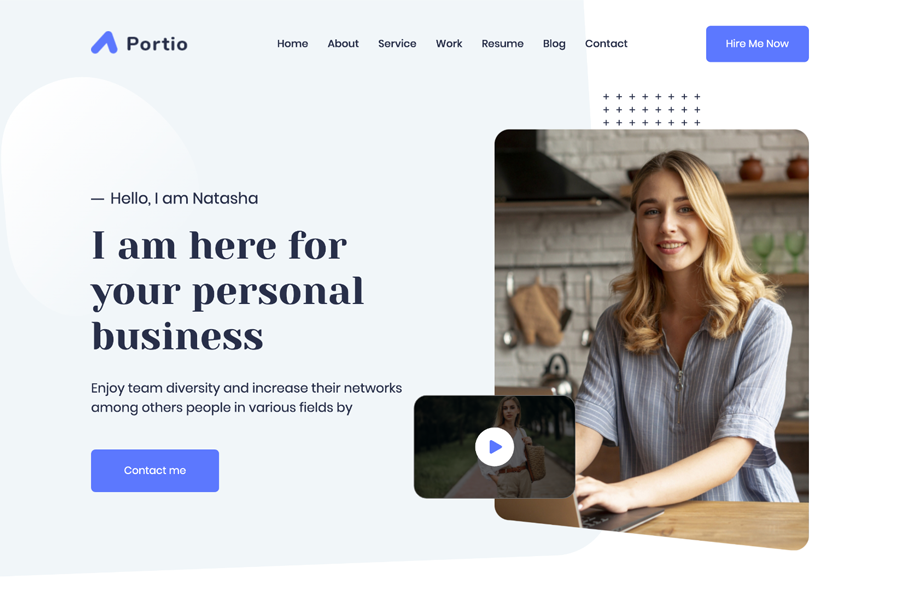 Portio
Home About Service Work Resume Blog Contact
Hire Me Now
— Hello, I am Natasha
I am here for
your personal
business
Enjoy team diversity and increase their networks
among others people in various fields by
Contact me